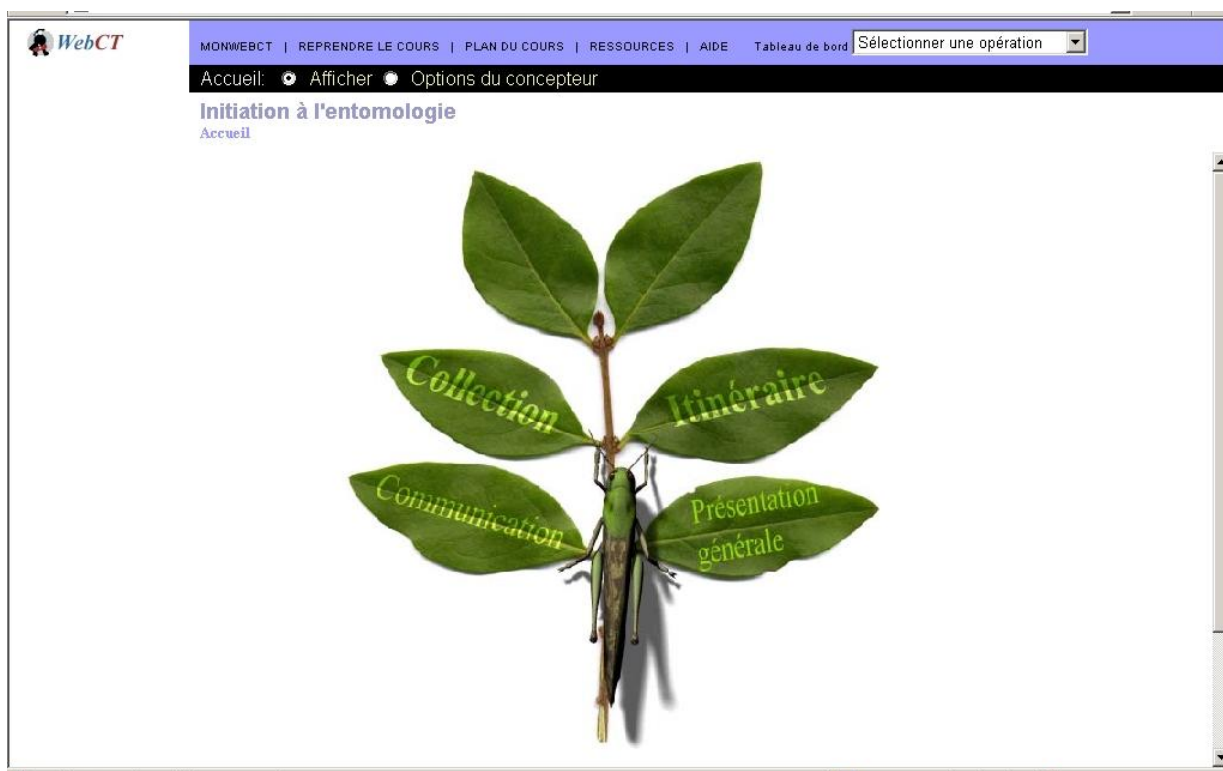 WebCT
MONWEBCT | REPRENDRE LE COURS | PLAN DU COURS | RESSOURCES | AIDE Tableau de bord Sélectionner une opération
Accueil: Afficher Options du concepteur
Initiation à l'entomologie
Accueil
Collection
Itinéraire
Communication
Présentation
générale